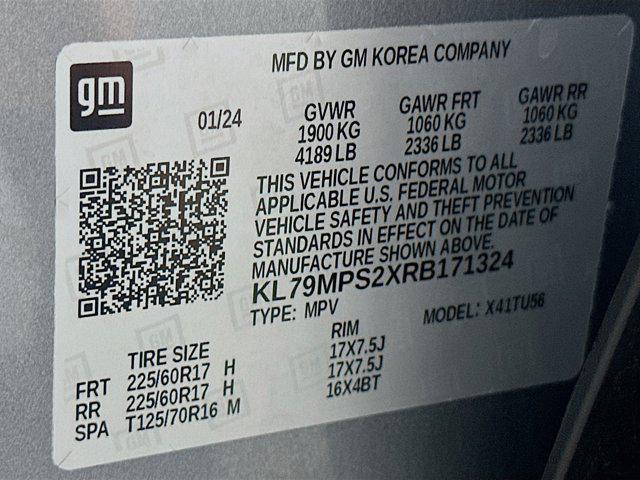 MFD BY GM KOREA COMPANY
gm
01/24
GVWR GAWR FRT GAWR RR
1900 KG 1060 KG 1060 KG
4189 LB 2336 LB 2336 LB
THIS VEHICLE CONFORMS TO ALL
APPLICABLE U.S. FEDERAL MOTOR
VEHICLE SAFETY AND THEFT PREVENTION
STANDARDS IN EFFECT ON THE DATE OF
MANUFACTURE SHOWN ABOVE.
KL79MPS2XRB171324
TYPE: MPV MODEL: X41TU56
TIRE SIZE RIM
FRT 225/60R17 H 17X7.5J
RR 225/60R17 H 17X7.5J
SPA T125/70R16 M 16X4BT